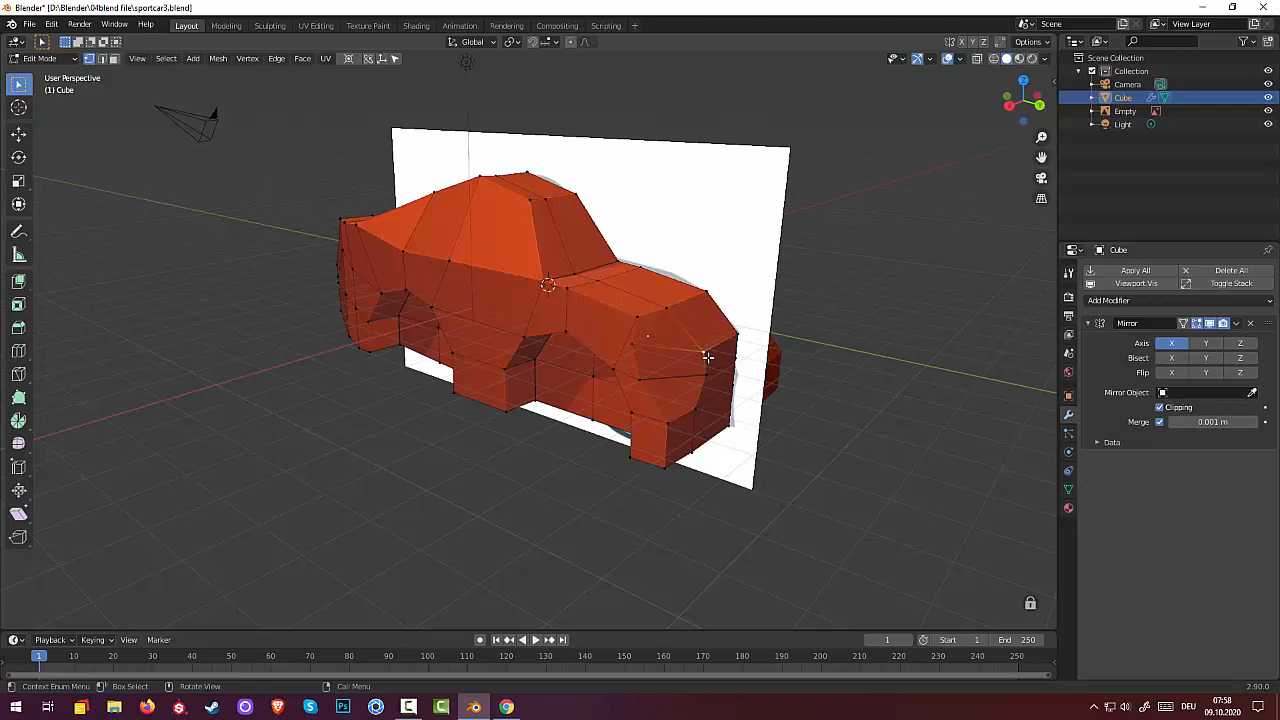 Blender* [D:\Blender\04blend file\sportcar3.blend]
File Edit Render Window Help Layout Modeling Sculpting UV Editing Texture Paint Shading Animation Rendering Compositing Scripting Scene View Layer
Global X Y Z Options
Edit Mode View Select Add Mesh Vertex Edge Face UV
User Perspective
(1) Cube
Scene Collection
Collection
Camera
Cube
Empty
Light
Z
X
Y
Cube
Apply All Delete All
Viewport Vis Toggle Stack
Add Modifier
Mirror
Axis X Y Z
Bisect X Y Z
Flip X Y Z
Mirror Object
Clipping
Merge 0.001 m
Data
Playback Keying View Marker 1 Start 1 End 250
1 10 20 30 40 50 60 70 80 90 100 110 120 130 140 150 160 170 180 190 200 210 220 230 240 250
Context Enum Menu Box Select Rotate View Call Menu 2.90.0
DEU 07:58
09.10.2020